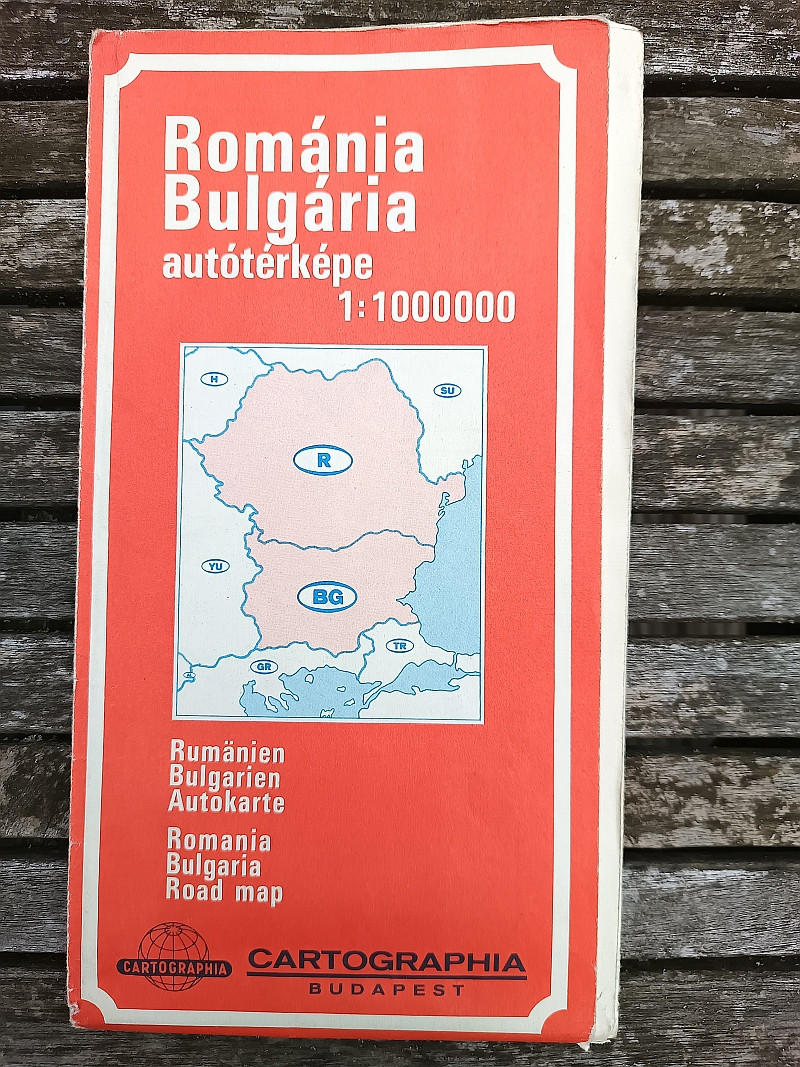 Románia
Bulgária
autótérképe
1:1000000
H
SU
R
YU
BG
TR
GR
Rumänien
Bulgarien
Autokarte
Romania
Bulgaria
Road map
CARTOGRAPHIA
CARTOGRAPHIA
BUDAPEST